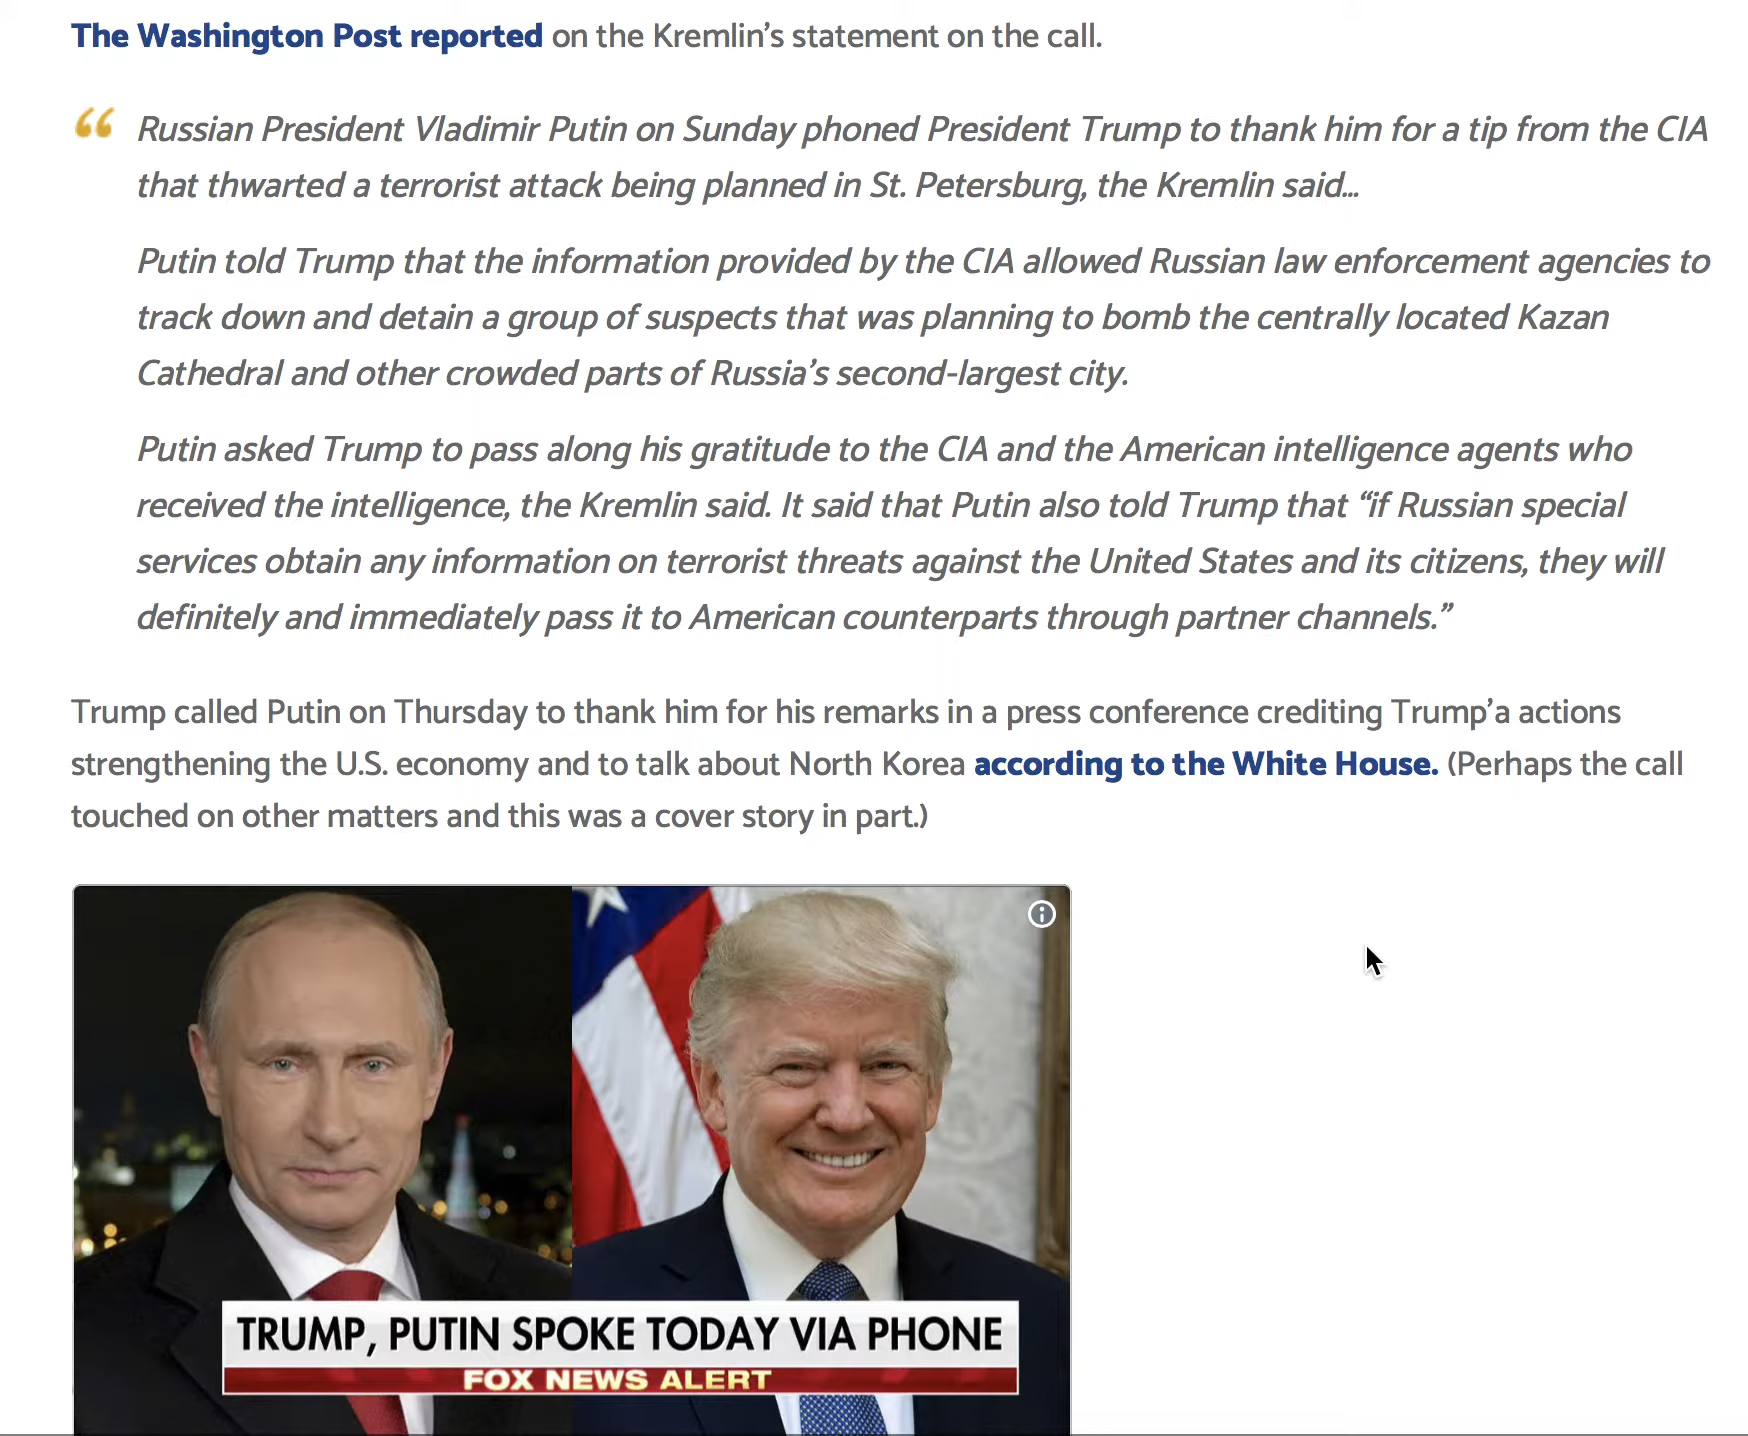 The Washington Post reported on the Kremlin’s statement on the call.
“ Russian President Vladimir Putin on Sunday phoned President Trump to thank him for a tip from the CIA
that thwarted a terrorist attack being planned in St. Petersburg, the Kremlin said…
Putin told Trump that the information provided by the CIA allowed Russian law enforcement agencies to
track down and detain a group of suspects that was planning to bomb the centrally located Kazan
Cathedral and other crowded parts of Russia’s second-largest city.
Putin asked Trump to pass along his gratitude to the CIA and the American intelligence agents who
received the intelligence, the Kremlin said. It said that Putin also told Trump that “if Russian special
services obtain any information on terrorist threats against the United States and its citizens, they will
definitely and immediately pass it to American counterparts through partner channels.”
Trump called Putin on Thursday to thank him for his remarks in a press conference crediting Trump’a actions
strengthening the U.S. economy and to talk about North Korea according to the White House. (Perhaps the call
touched on other matters and this was a cover story in part.)
TRUMP, PUTIN SPOKE TODAY VIA PHONE
FOX NEWS ALERT